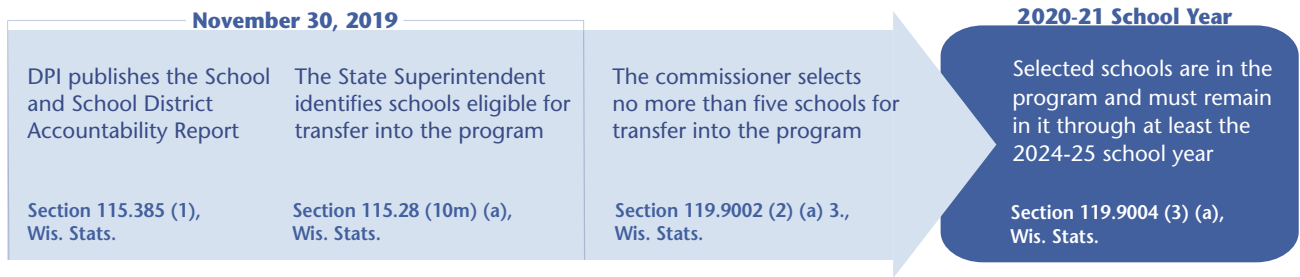 November 30, 2019
DPI publishes the School
and School District
Accountability Report
Section 115.385 (1),
Wis. Stats.
The State Superintendent
identifies schools eligible for
transfer into the program
Section 115.28 (10m) (a),
Wis. Stats.
The commissioner selects
no more than five schools for
transfer into the program
Section 119.9002 (2) (a) 3.,
Wis. Stats.
2020-21 School Year
Selected schools are in the
program and must remain
in it through at least the
2024-25 school year
Section 119.9004 (3) (a),
Wis. Stats.